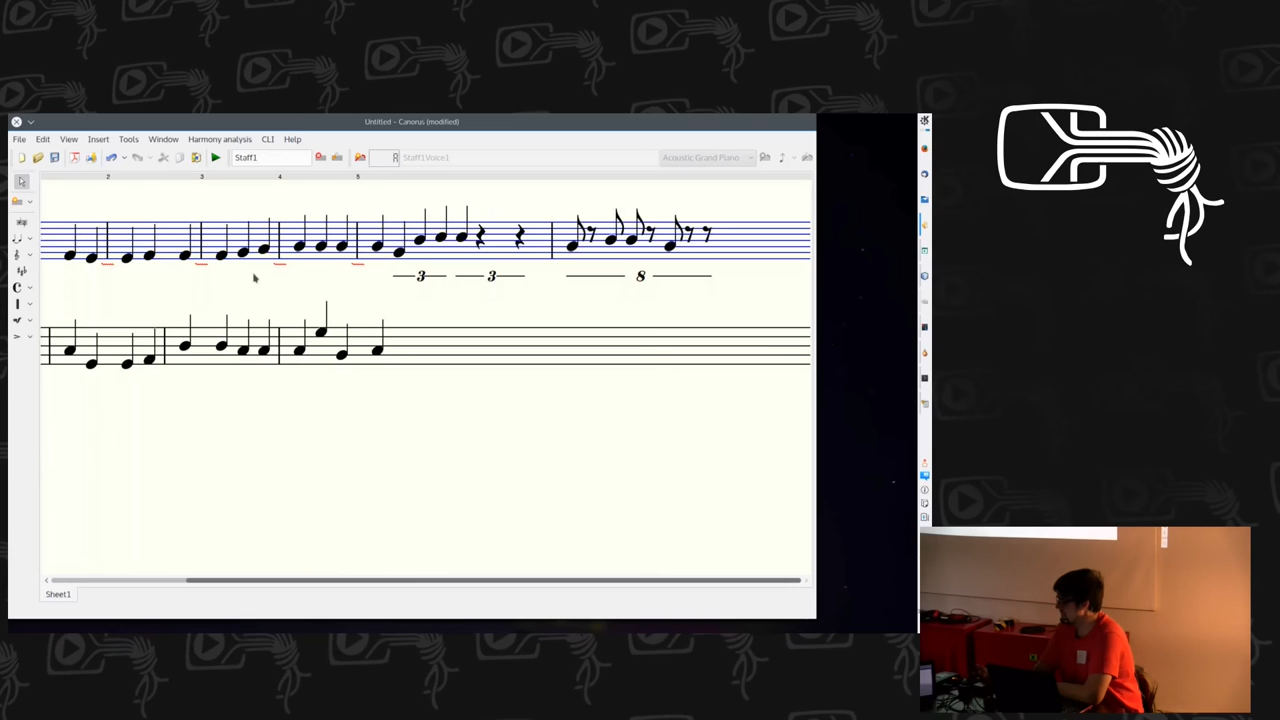 Untitled - Canorus (modified)
File Edit View Insert Tools Window Harmony analysis CLI Help
Staff1 Staff1Voice1 Acoustic Grand Piano
2 3 4 5
3 3 8
Sheet1